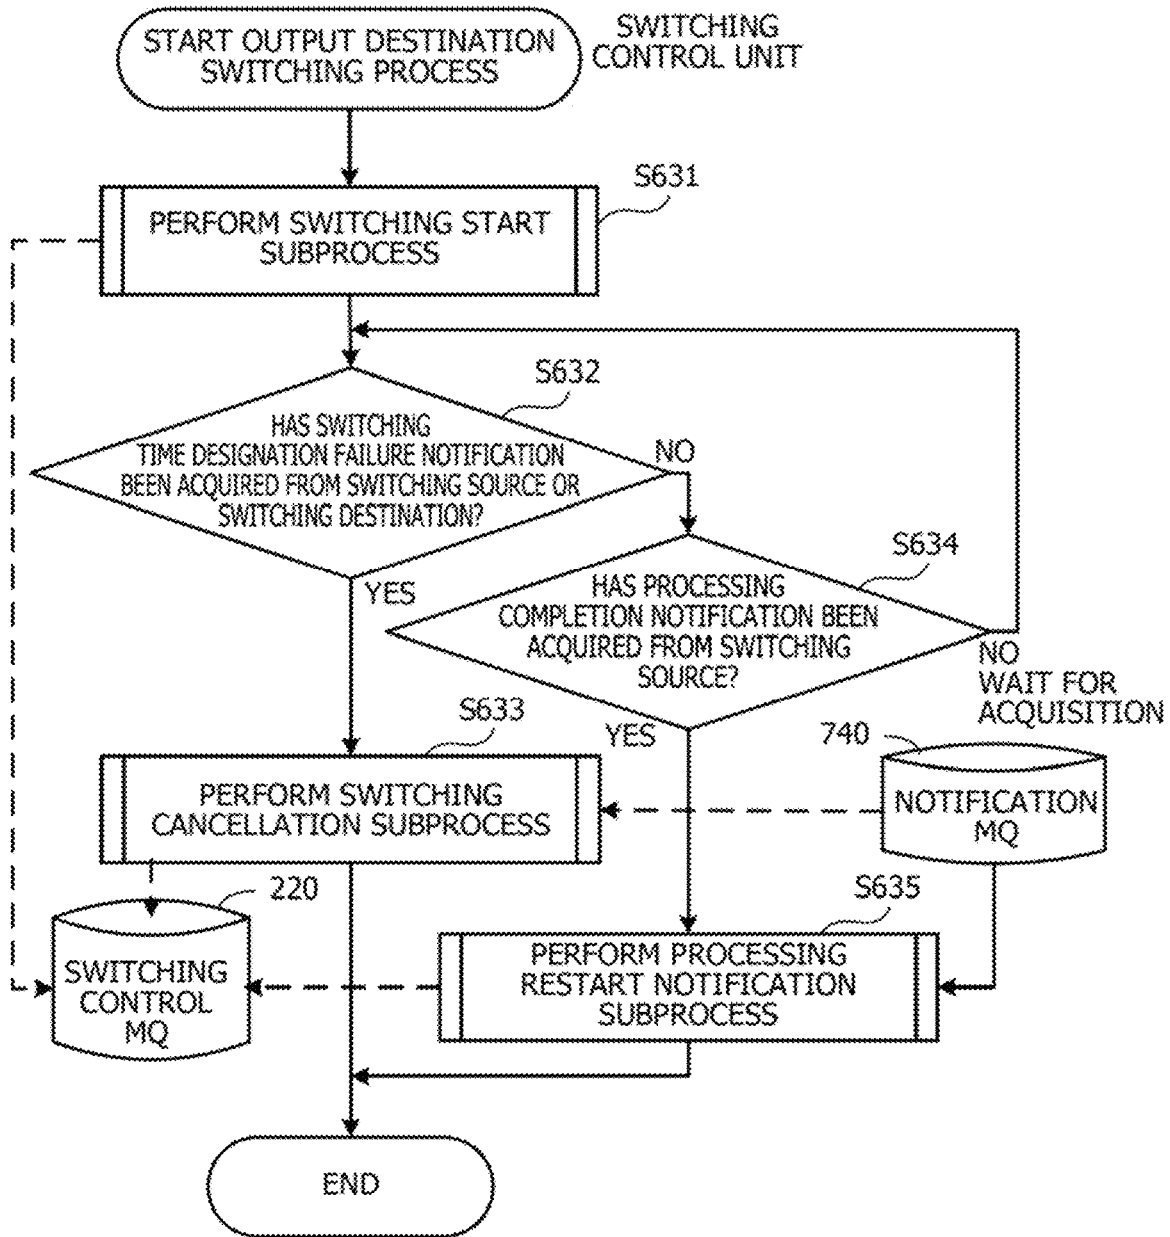 START OUTPUT DESTINATION
SWITCHING PROCESS
SWITCHING
CONTROL UNIT
S631
PERFORM SWITCHING START
SUBPROCESS
S632
HAS SWITCHING
TIME DESIGNATION FAILURE NOTIFICATION
BEEN ACQUIRED FROM SWITCHING SOURCE OR
SWITCHING DESTINATION?
NO
YES
S634
HAS PROCESSING
COMPLETION NOTIFICATION BEEN
ACQUIRED FROM SWITCHING
SOURCE?
NO
WAIT FOR
ACQUISITION
YES
S633
PERFORM SWITCHING
CANCELLATION SUBPROCESS
740
NOTIFICATION
MQ
220
SWITCHING
CONTROL
MQ
S635
PERFORM PROCESSING
RESTART NOTIFICATION
SUBPROCESS
END